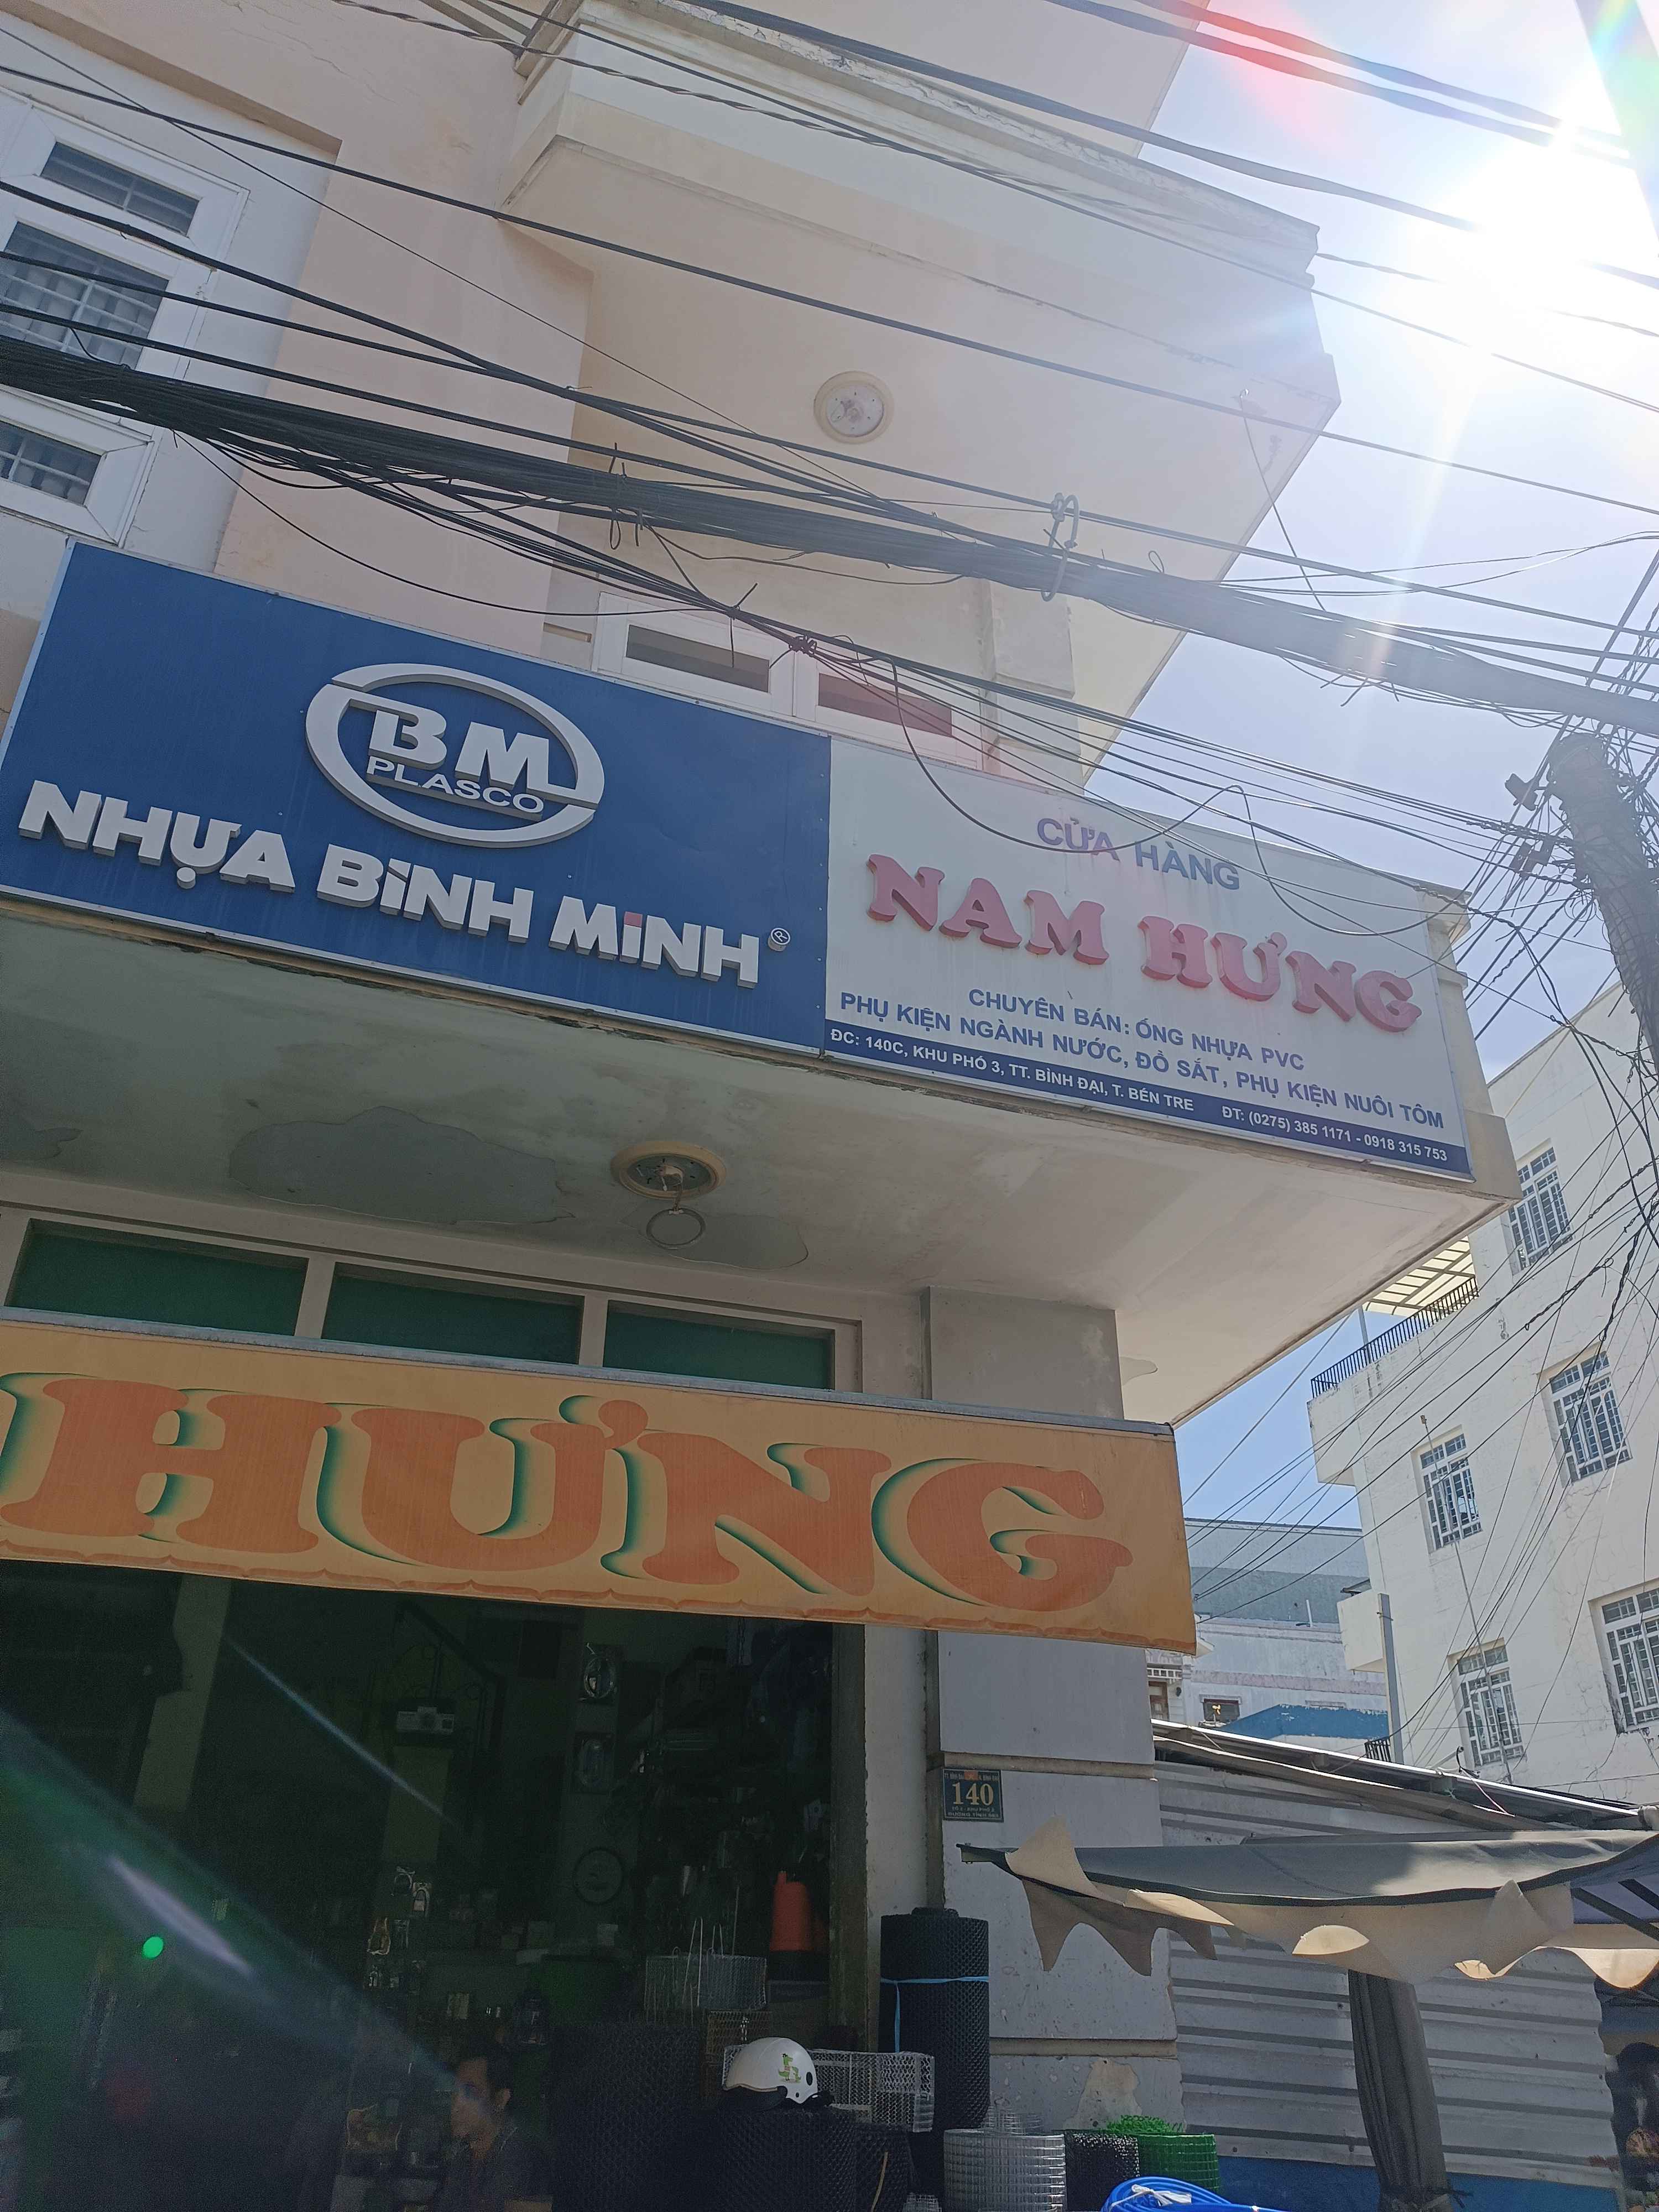 BM
PLASCO
NHỰA BÌNH MINH®
CỬA HÀNG
NAM HƯNG
CHUYÊN BÁN: ỐNG NHỰA PVC
PHỤ KIỆN NGÀNH NƯỚC, ĐỒ SẮT, PHỤ KIỆN NUÔI TÔM
ĐC: 140C, KHU PHỐ 3, TT. BÌNH ĐẠI, T. BẾN TRE ĐT: (0275) 385 1171 - 0918 315 753
HƯNG
140